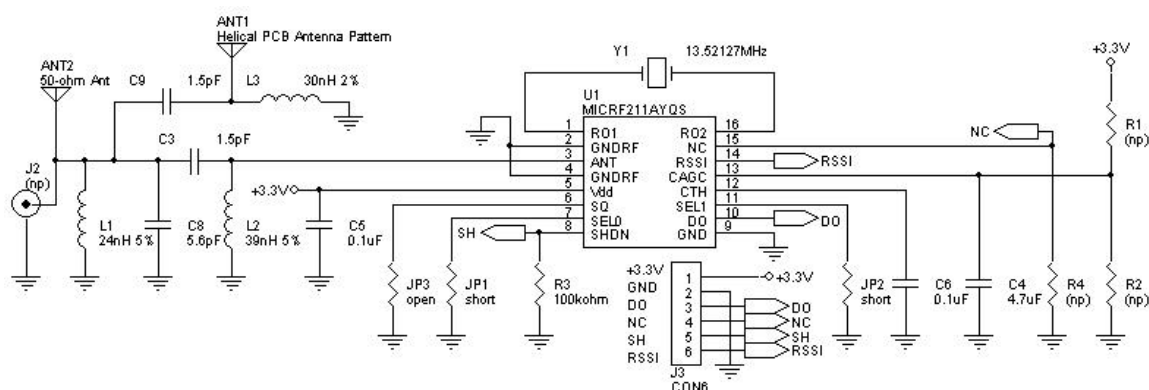 ANT1
Helical PCB Antenna Pattern
ANT2
50-ohm Ant
C9
1.5pF
L3
30nH 2%
Y1
13.52127MHz
+3.3V
U1
MICRF211AYQS
C3
1.5pF
1
RO1
RO2
16
2
GNDRF
NC
15
3
ANT
RSSI
14
RSSI
4
GNDRF
CAGC
13
5
Vdd
CTH
12
6
SQ
SEL1
11
7
SEL0
DO
10
DO
8
SHDN
GND
9
NC
R1
(np)
J2
(np)
+3.3V
L1
24nH 5%
C8
5.6pF
L2
39nH 5%
C5
0.1uF
SH
JP3
open
JP1
short
R3
100kohm
JP2
short
C6
0.1uF
C4
4.7uF
R4
(np)
R2
(np)
+3.3V
1
+3.3V
GND
2
DO
3
DO
NC
4
NC
SH
5
SH
RSSI
6
RSSI
J3
CON6